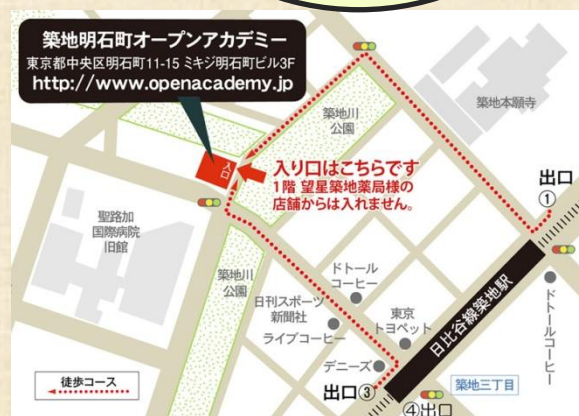 築地明石町オープンアカデミー
東京都中央区明石町11-15 ミキジ明石町ビル3F
http://www.openacademy.jp
築地本願寺
築地川
公園
入口
入り口はこちらです
1階 望星築地薬局様の
店舗からは入れません。
出口
①
聖路加
国際病院
旧館
築地川
公園
ドトール
コーヒー
日刊スポーツ
新聞社
ライブコーヒー
東京
トヨペット
日比谷線築地駅
ドトールコーヒー
デニーズ
徒歩コース
出口③
④出口
築地三丁目